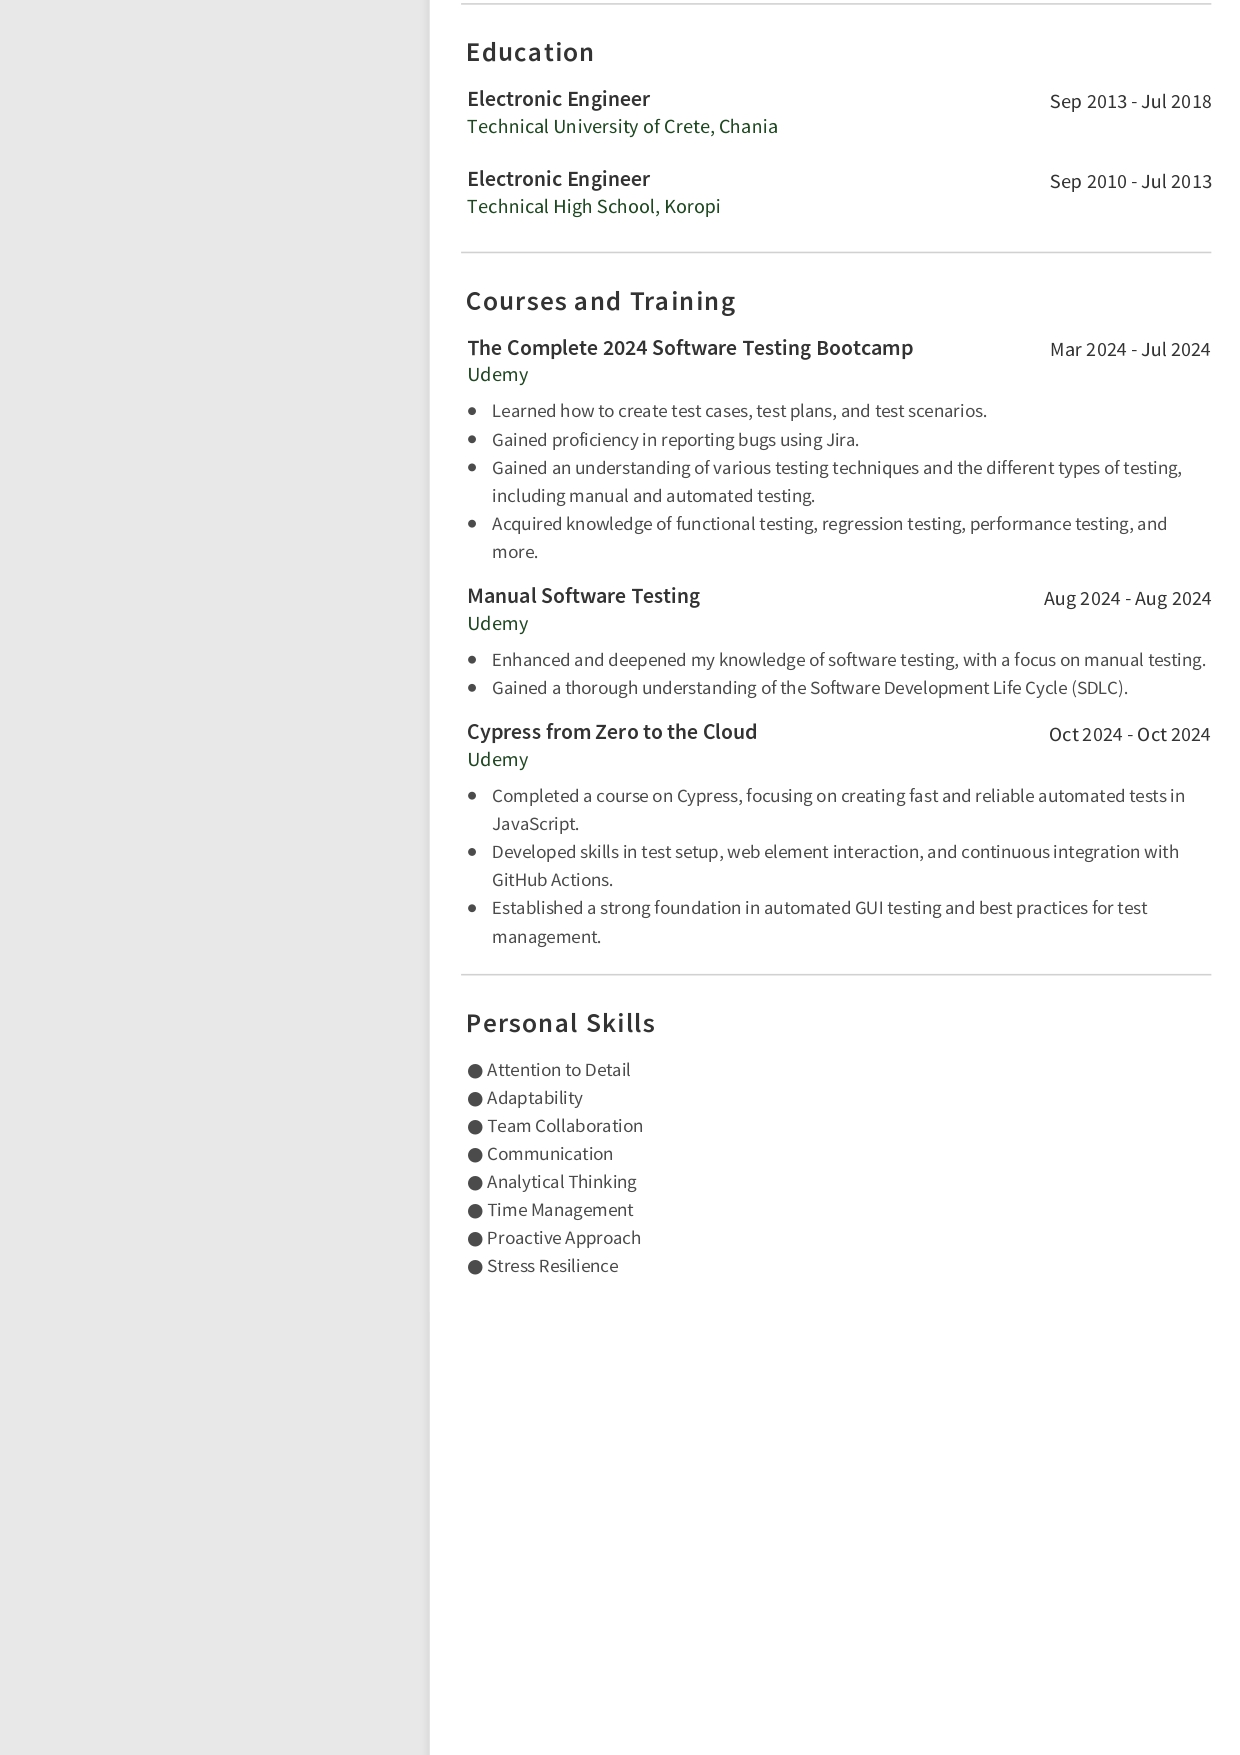 Education
Electronic Engineer
Sep 2013 - Jul 2018
Technical University of Crete, Chania
Electronic Engineer
Sep 2010 - Jul 2013
Technical High School, Koropi
Courses and Training
The Complete 2024 Software Testing Bootcamp
Mar 2024 - Jul 2024
Udemy
● Learned how to create test cases, test plans, and test scenarios.
● Gained proficiency in reporting bugs using Jira.
● Gained an understanding of various testing techniques and the different types of testing,
including manual and automated testing.
● Acquired knowledge of functional testing, regression testing, performance testing, and
more.
Manual Software Testing
Aug 2024 - Aug 2024
Udemy
● Enhanced and deepened my knowledge of software testing, with a focus on manual testing.
● Gained a thorough understanding of the Software Development Life Cycle (SDLC).
Cypress from Zero to the Cloud
Oct 2024 - Oct 2024
Udemy
● Completed a course on Cypress, focusing on creating fast and reliable automated tests in
JavaScript.
● Developed skills in test setup, web element interaction, and continuous integration with
GitHub Actions.
● Established a strong foundation in automated GUI testing and best practices for test
management.
Personal Skills
● Attention to Detail
● Adaptability
● Team Collaboration
● Communication
● Analytical Thinking
● Time Management
● Proactive Approach
● Stress Resilience